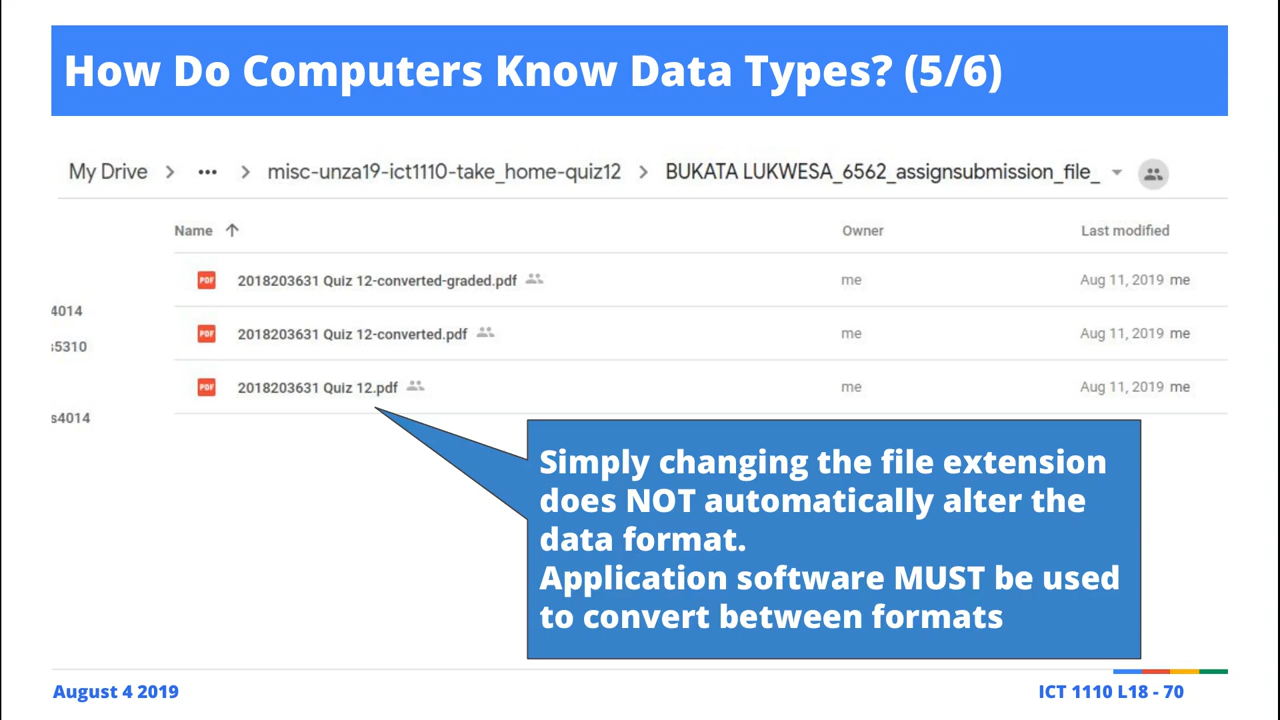 How Do Computers Know Data Types? (5/6)
My Drive > ... > misc-unza19-ict1110-take_home-quiz12 > BUKATA LUKWESA_6562_assignsubmission_file_
Name ↑ Owner Last modified
PDF 2018203631 Quiz 12-converted-graded.pdf me Aug 11, 2019 me
4014
PDF 2018203631 Quiz 12-converted.pdf me Aug 11, 2019 me
s5310
PDF 2018203631 Quiz 12.pdf me Aug 11, 2019 me
s4014
Simply changing the file extension
does NOT automatically alter the
data format.
Application software MUST be used
to convert between formats
August 4 2019
ICT 1110 L18 - 70